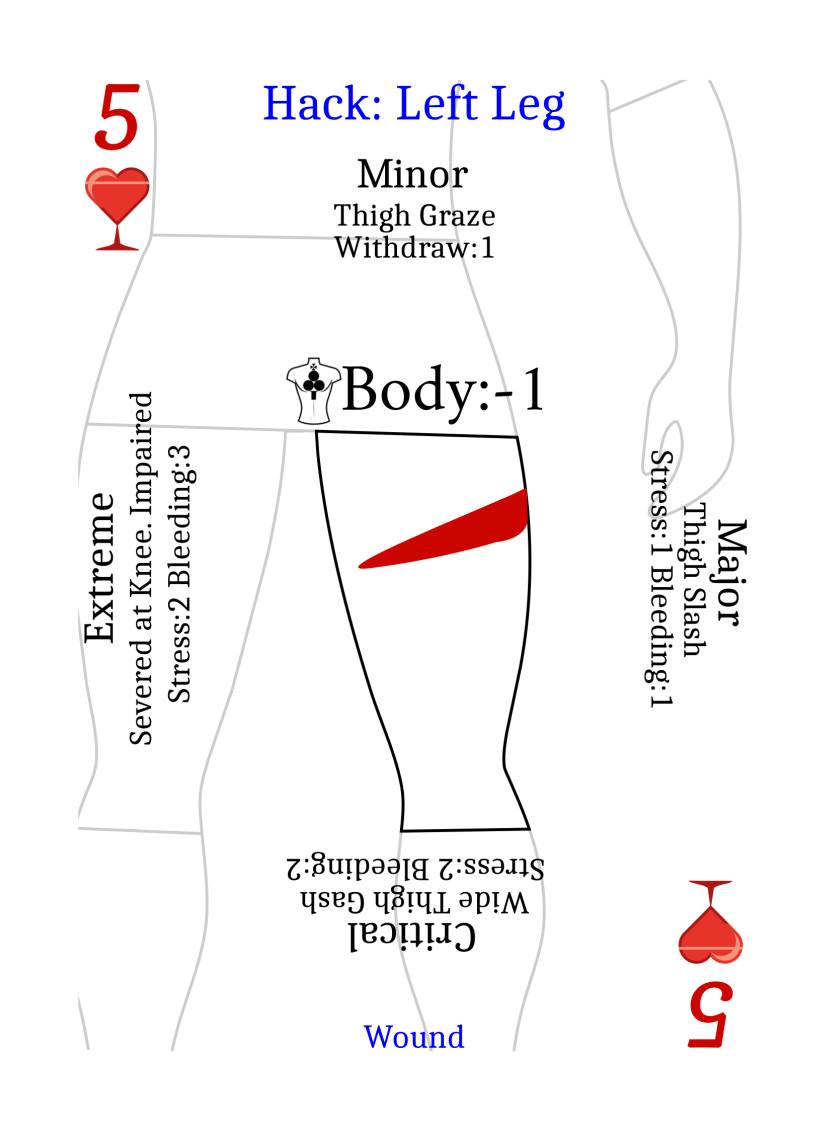 5
Hack: Left Leg
Minor
Thigh Graze
Withdraw:1
Body:-1
Extreme
Severed at Knee. Impaired
Stress:2 Bleeding:3
Major
Thigh Slash
Stress:1 Bleeding:1
Critical
Wide Thigh Gash
Stress:2 Bleeding:2
Wound
5